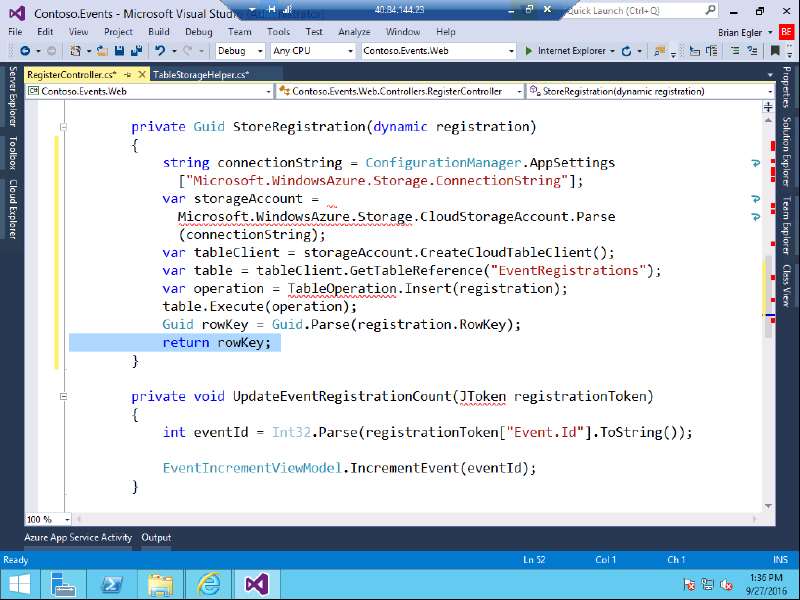 Contoso.Events - Microsoft Visual Stud
40.84.144.23
Quick Launch (Ctrl+Q)
File Edit View Project Build Debug Team Tools Test Analyze Window Help
Brian Egler BE
Debug Any CPU Contoso.Events.Web Internet Explorer
RegisterController.cs* TableStorageHelper.cs*
Contoso.Events.Web Contoso.Events.Web.Controllers.RegisterController StoreRegistration(dynamic registration)
Server Explorer
Toolbox
Cloud Explorer
private Guid StoreRegistration(dynamic registration)
{
string connectionString = ConfigurationManager.AppSettings
["Microsoft.WindowsAzure.Storage.ConnectionString"];
var storageAccount =
Microsoft.WindowsAzure.Storage.CloudStorageAccount.Parse
(connectionString);
var tableClient = storageAccount.CreateCloudTableClient();
var table = tableClient.GetTableReference("EventRegistrations");
var operation = TableOperation.Insert(registration);
table.Execute(operation);
Guid rowKey = Guid.Parse(registration.RowKey);
return rowKey;
}
private void UpdateEventRegistrationCount(JToken registrationToken)
{
int eventId = Int32.Parse(registrationToken["Event.Id"].ToString());
EventIncrementViewModel.IncrementEvent(eventId);
}
Properties
Solution Explorer
Team Explorer
Class View
100 %
Azure App Service Activity Output
Ready Ln 52 Col 1 Ch 1 INS
1:36 PM
9/27/2016